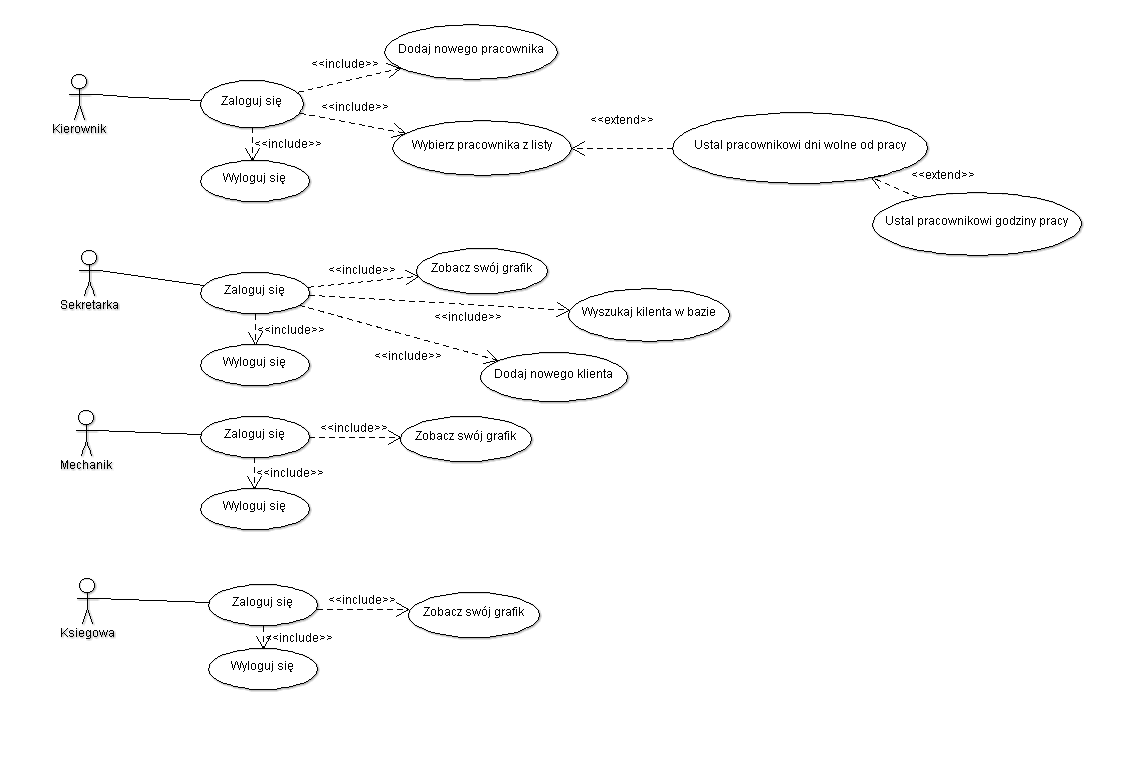 Dodaj nowego pracownika
<<include>>
Zaloguj się
<<include>>
Kierownik
<<include>>
Wybierz pracownika z listy
<<extend>>
Ustal pracownikowi dni wolne od pracy
Wyloguj się
<<extend>>
Ustal pracownikowi godziny pracy
Sekretarka
Zaloguj się
<<include>>
Zobacz swój grafik
<<include>>
Wyszukaj kilenta w bazie
<<include>>
Wyloguj się
<<include>>
Dodaj nowego klienta
Mechanik
Zaloguj się
<<include>>
Zobacz swój grafik
<<include>>
Wyloguj się
Ksiegowa
Zaloguj się
<<include>>
Zobacz swój grafik
<<include>>
Wyloguj się